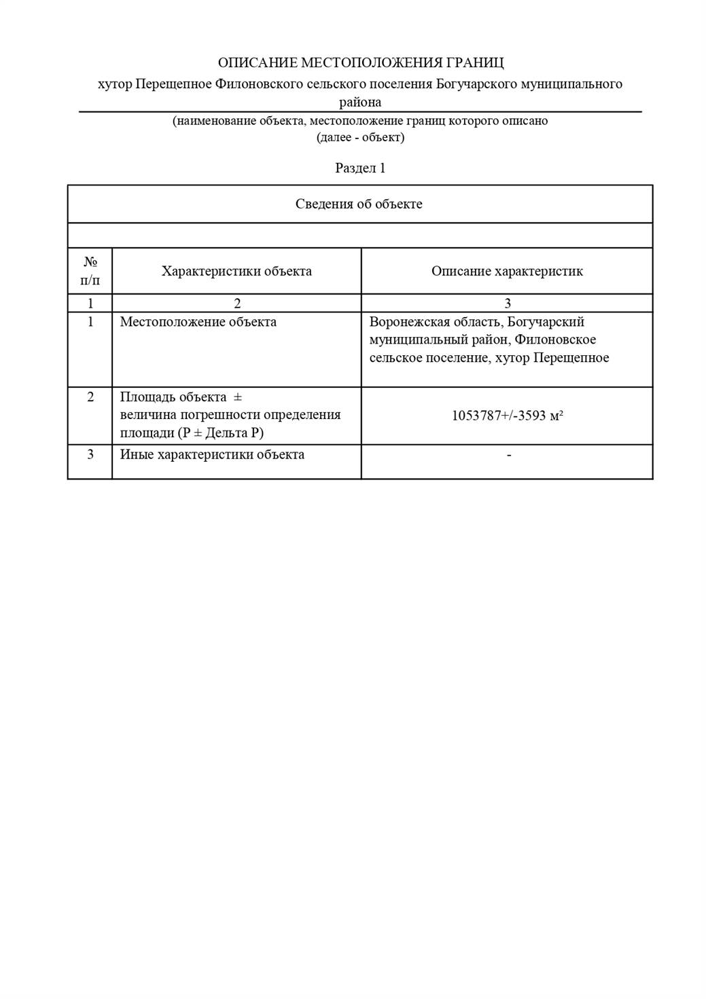 ОПИСАНИЕ МЕСТОПОЛОЖЕНИЯ ГРАНИЦ
хутор Перещепное Филоновского сельского поселения Богучарского муниципального
района
(наименование объекта, местоположение границ которого описано
(далее - объект)
Раздел 1
Сведения об объекте
№
п/п
Характеристики объекта
Описание характеристик
1
2
3
1
Местоположение объекта
Воронежская область, Богучарский
муниципальный район, Филоновское
сельское поселение, хутор Перещепное
2
Площадь объекта ±
величина погрешности определения
площади (P ± Дельта P)
1053787+/-3593 м²
3
Иные характеристики объекта
-